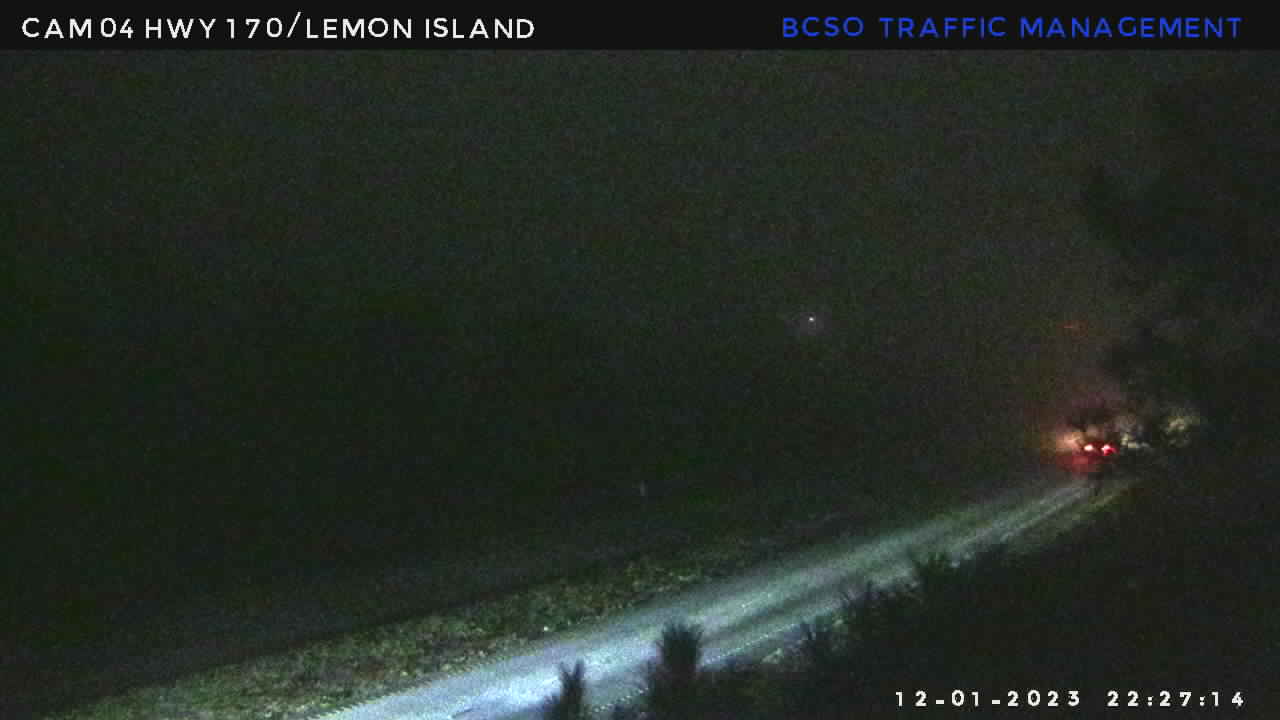 CAM04 HWY 170/LEMON ISLAND
BCSO TRAFFIC MANAGEMENT
12-01-2023 22:27:14